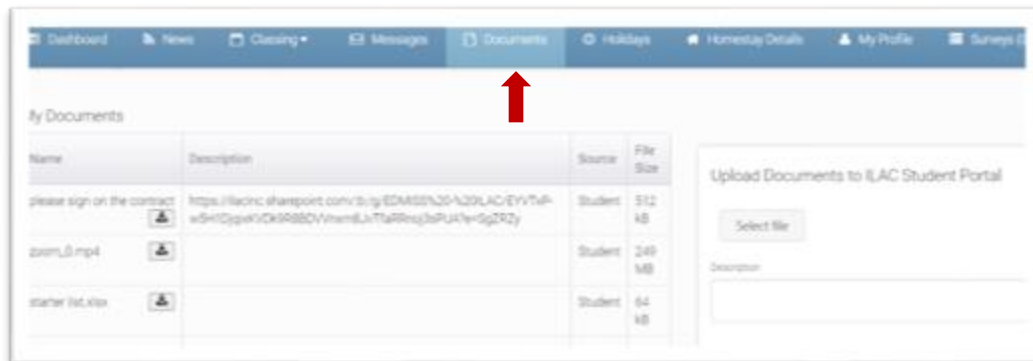 Dashboard News Classing Messages Documents Holidays Homestay Details My Profile Surveys
My Documents
Name Description Source File Size
please sign on the contract Student 512 kB
zoom_0.mp4 Student 249 MB
starter list.xlsx Student 64 kB
Upload Documents to ILAC Student Portal
Select file
Description